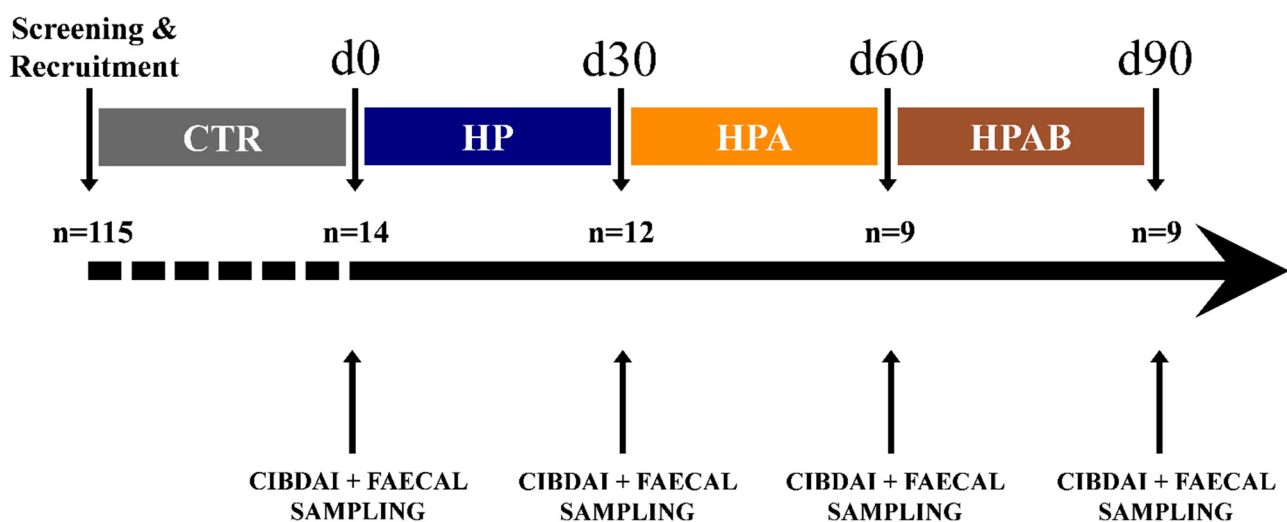 Screening &
Recruitment
d0
d30
d60
d90
CTR
HP
HPA
HPAB
n=115
n=14
n=12
n=9
n=9
CIBDAI + FAECAL
SAMPLING
CIBDAI + FAECAL
SAMPLING
CIBDAI + FAECAL
SAMPLING
CIBDAI + FAECAL
SAMPLING